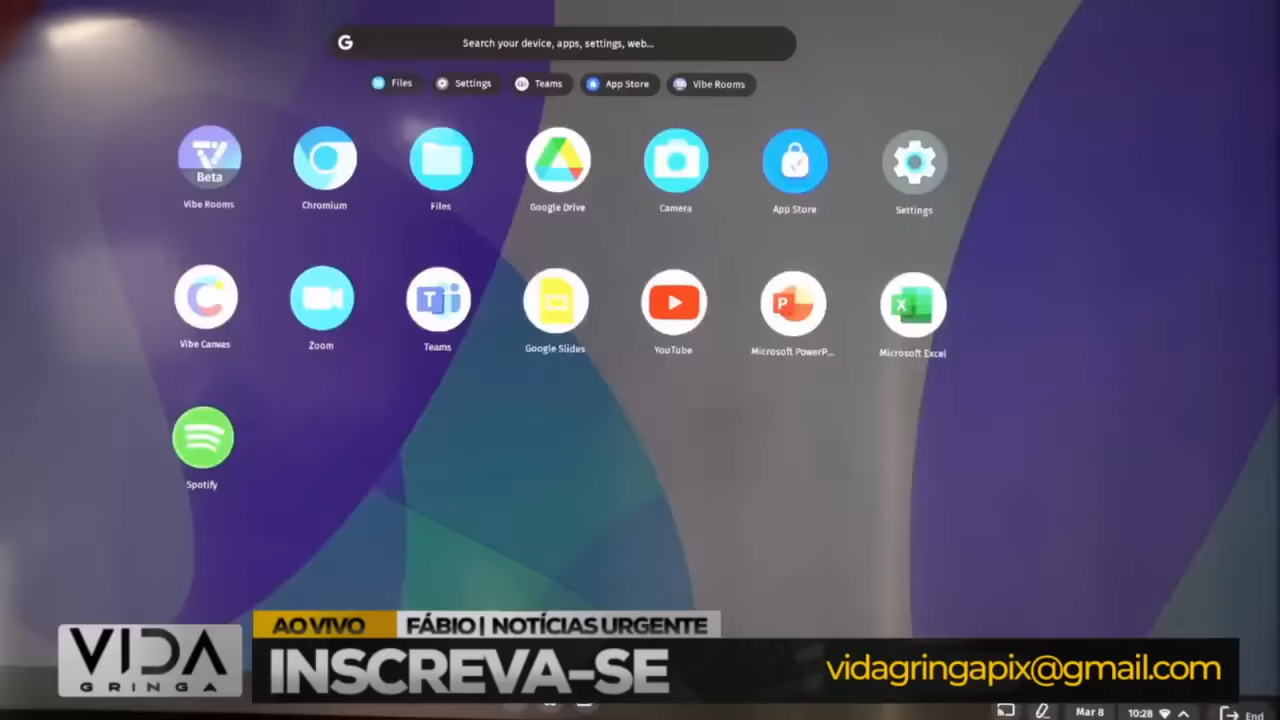 Search your device, apps, settings, web...
Files Settings Teams App Store Vibe Rooms
Beta
Vibe Rooms Chromium Files Google Drive Camera App Store Settings
Vibe Canvas Zoom Teams Google Slides YouTube Microsoft PowerP... Microsoft Excel
Spotify
AO VIVO FÁBIO | NOTÍCIAS URGENTE
VIDA
GRINGA
INSCREVA-SE
vidagringapix@gmail.com
Mar 8 10:28 End